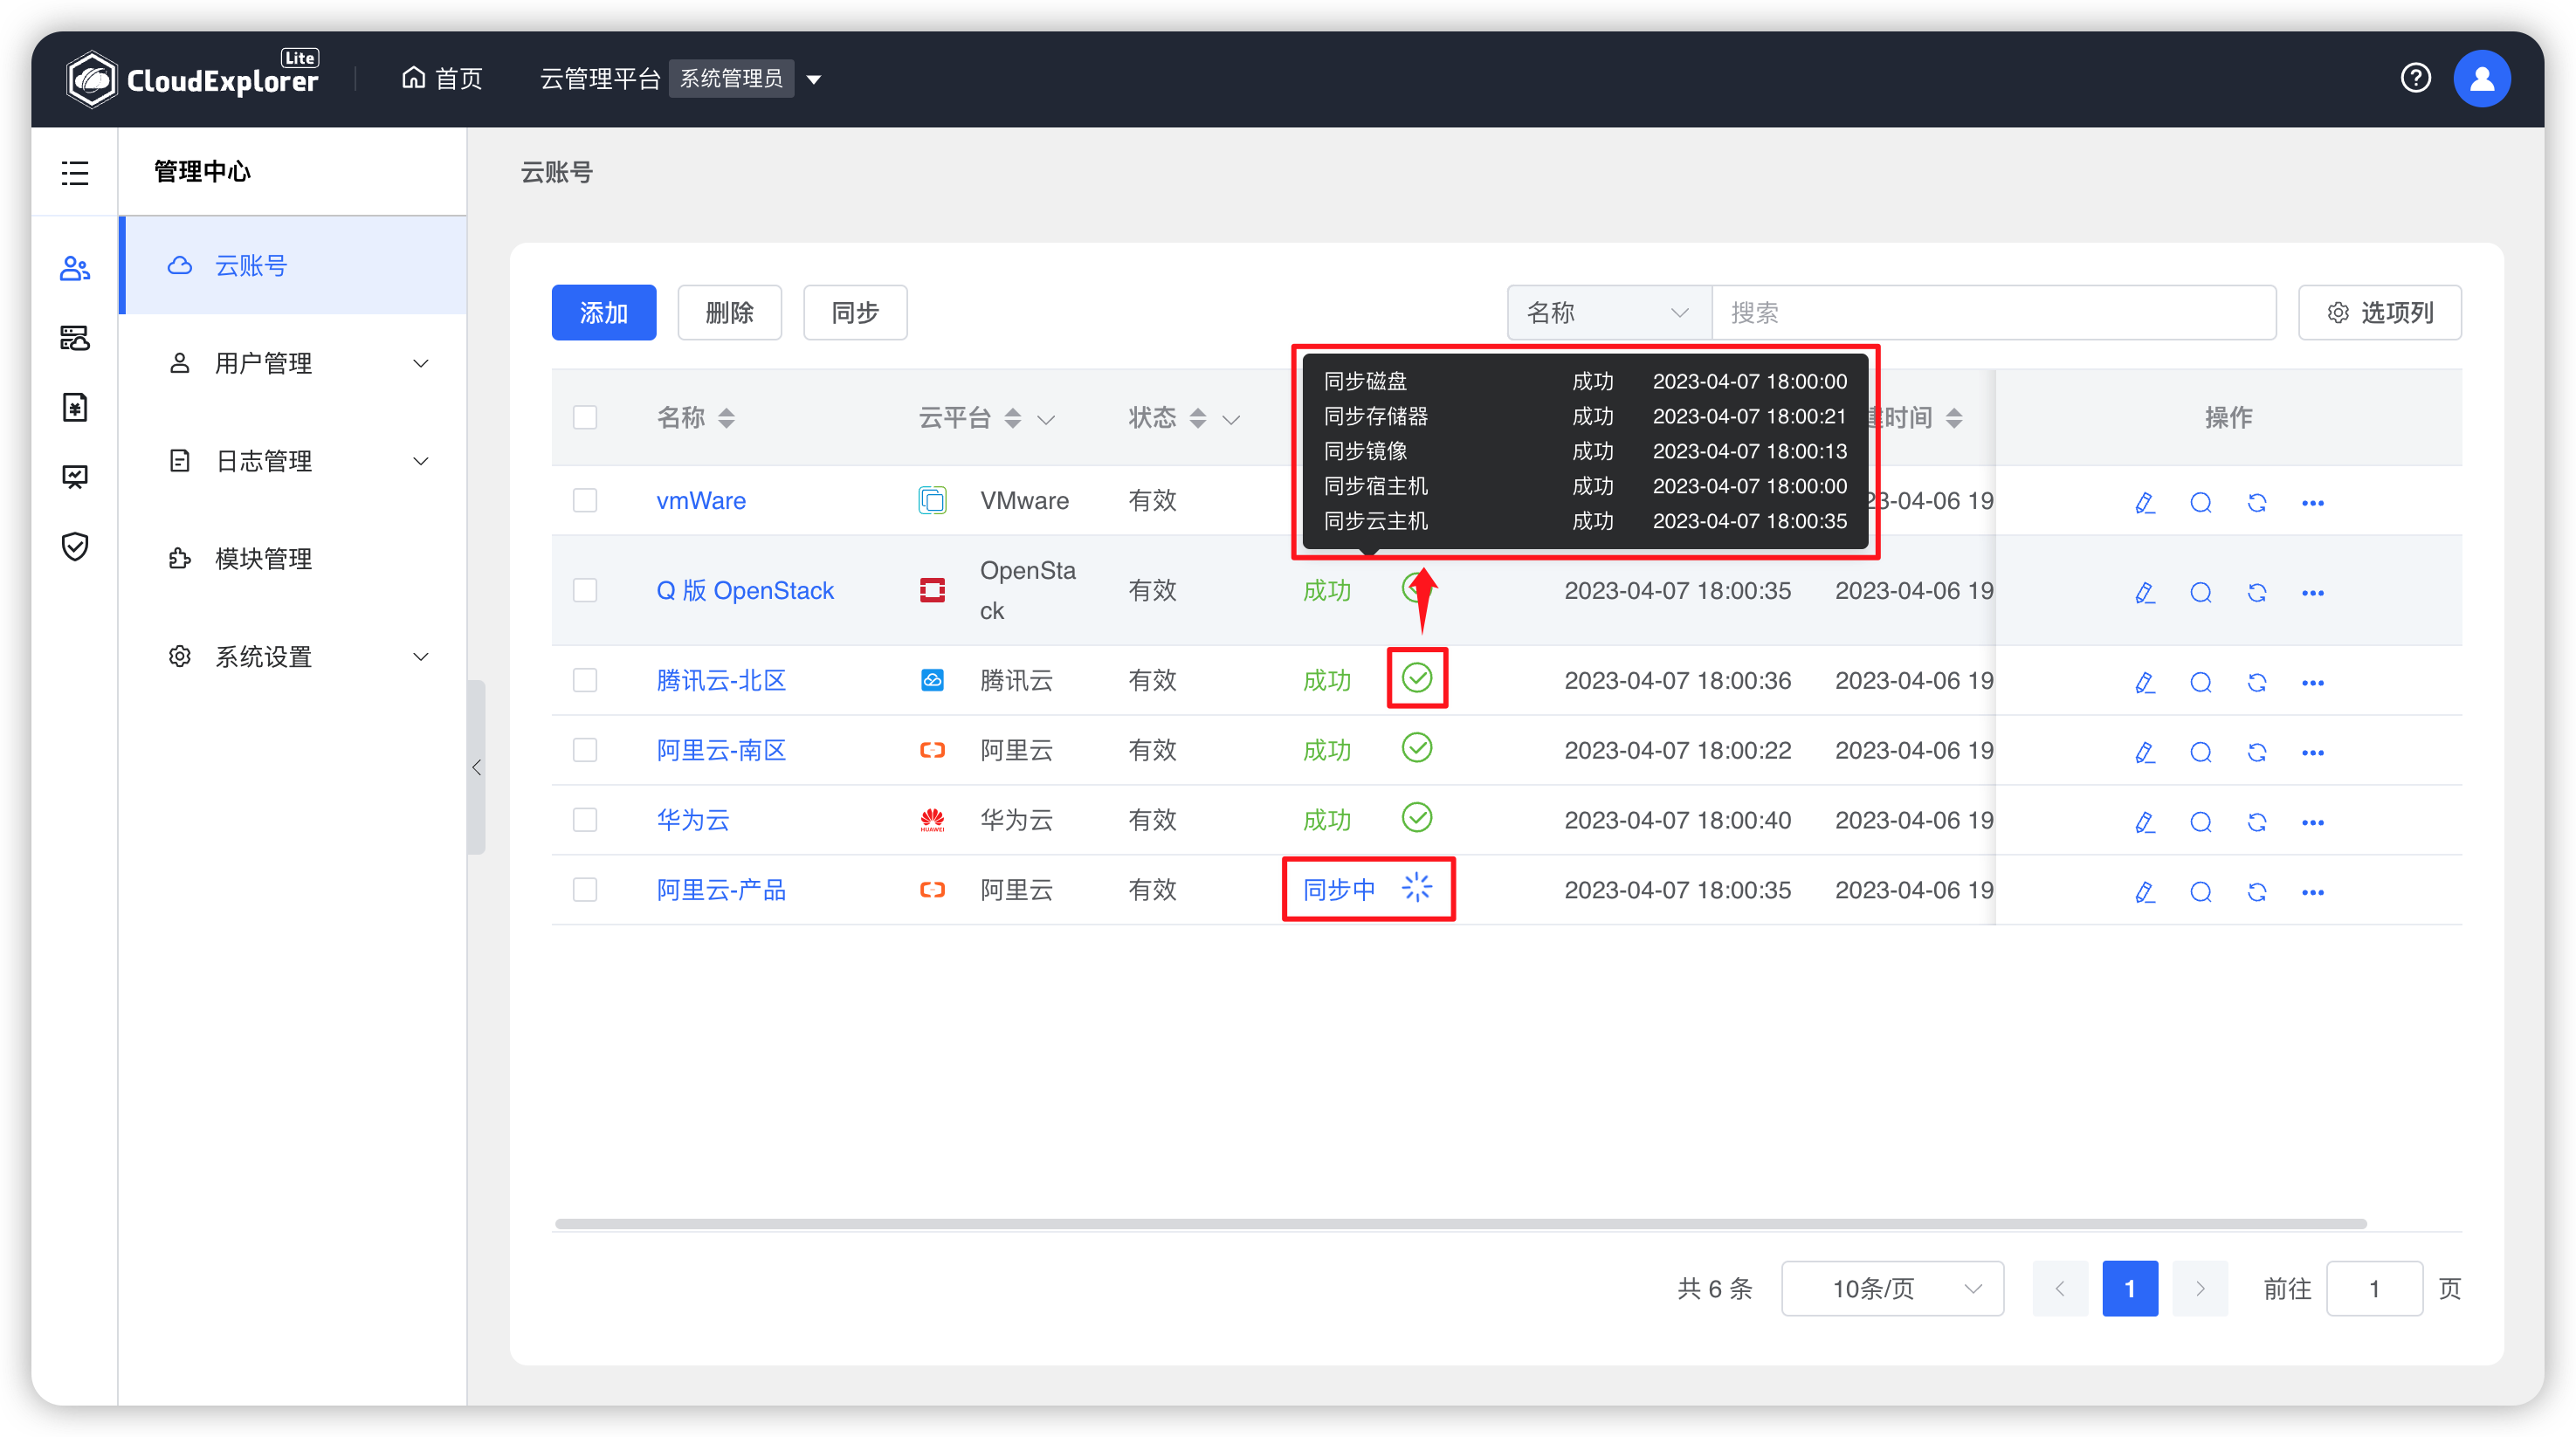 CloudExplorer Lite
首页
云管理平台 系统管理员
管理中心
云账号
云账号
用户管理
日志管理
模块管理
系统设置
添加 删除 同步
名称 搜索 选项列
名称 云平台 状态 时间 操作
同步磁盘 成功 2023-04-07 18:00:00
同步存储器 成功 2023-04-07 18:00:21
同步镜像 成功 2023-04-07 18:00:13
同步宿主机 成功 2023-04-07 18:00:00
同步云主机 成功 2023-04-07 18:00:35
vmWare VMware 有效 23-04-06 19
Q 版 OpenStack OpenSta
ck 有效 成功 2023-04-07 18:00:35 2023-04-06 19
腾讯云-北区 腾讯云 有效 成功 2023-04-07 18:00:36 2023-04-06 19
阿里云-南区 阿里云 有效 成功 2023-04-07 18:00:22 2023-04-06 19
华为云 HUAWEI 华为云 有效 成功 2023-04-07 18:00:40 2023-04-06 19
阿里云-产品 阿里云 有效 同步中 2023-04-07 18:00:35 2023-04-06 19
共 6 条 10条/页 1 前往 1 页